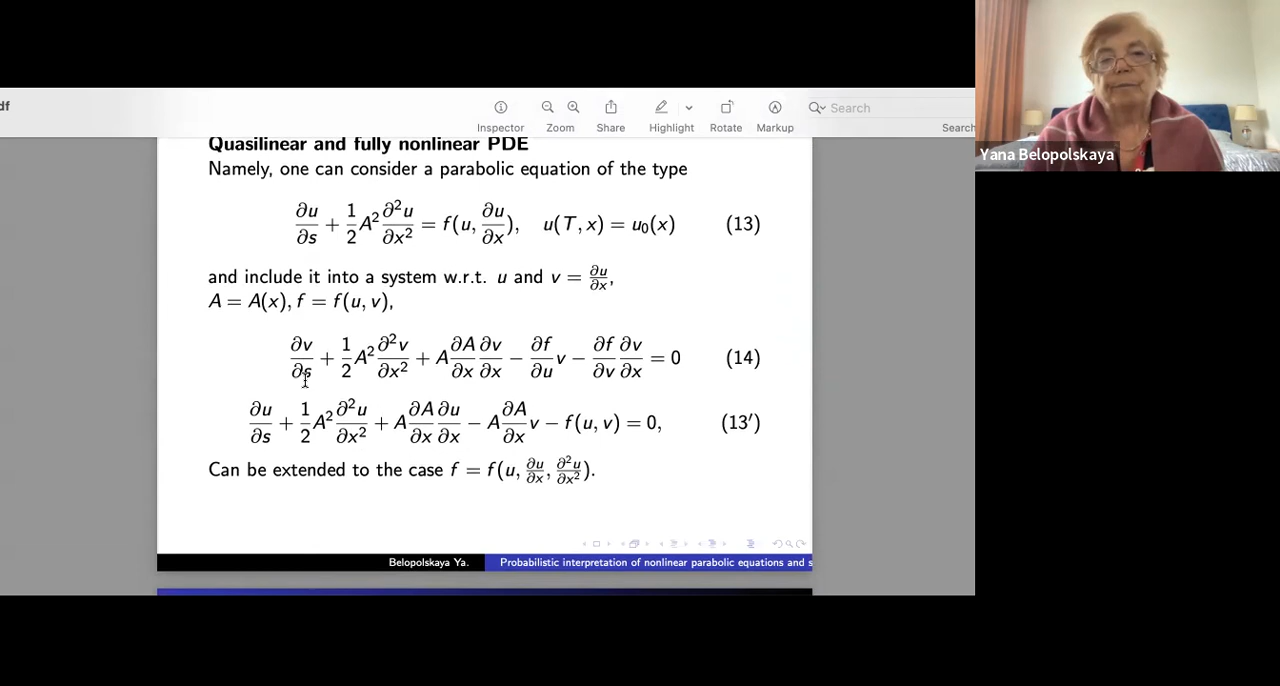 df
Inspector
Zoom
Share
Highlight
Rotate
Markup
Search
Search
Yana Belopolskaya
Quasilinear and fully nonlinear PDE
Namely, one can consider a parabolic equation of the type
∂u/∂s + 1/2 A² ∂²u/∂x² = f(u, ∂u/∂x), u(T, x) = u₀(x) (13)
and include it into a system w.r.t. u and v = ∂u/∂x,
A = A(x), f = f(u, v),
∂v/∂s + 1/2 A² ∂²v/∂x² + A ∂A/∂x ∂v/∂x − ∂f/∂u v − ∂f/∂v ∂v/∂x = 0 (14)
∂u/∂s + 1/2 A² ∂²u/∂x² + A ∂A/∂x ∂u/∂x − A ∂A/∂x v − f(u, v) = 0, (13′)
Can be extended to the case f = f(u, ∂u/∂x, ∂²u/∂x²).
Belopolskaya Ya.
Probabilistic interpretation of nonlinear parabolic equations and s